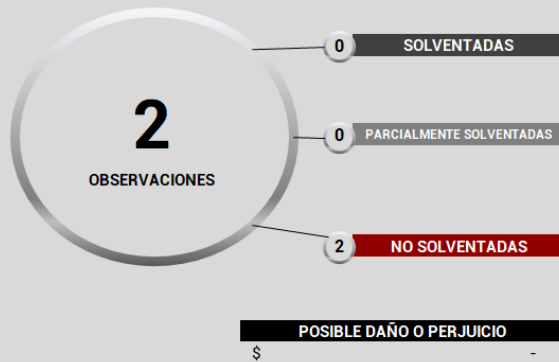 2
OBSERVACIONES
0 SOLVENTADAS
0 PARCIALMENTE SOLVENTADAS
2 NO SOLVENTADAS
POSIBLE DAÑO O PERJUICIO
$ -